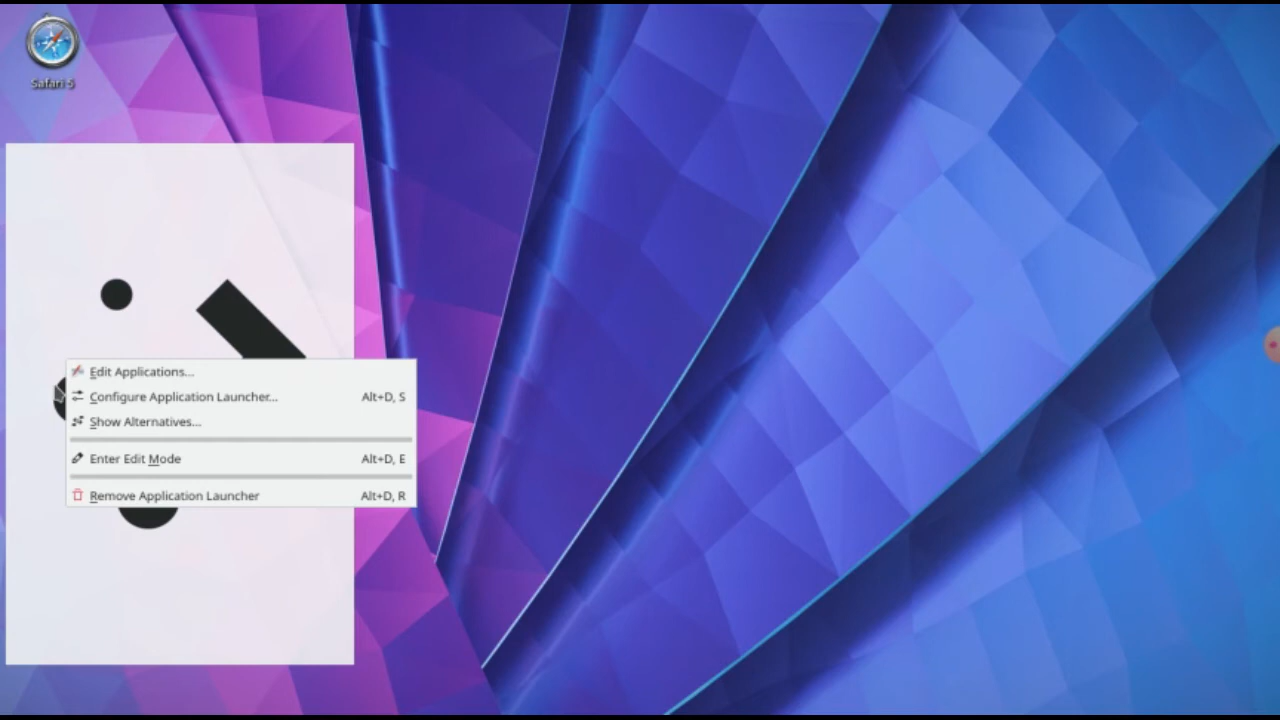 Safari 5
Edit Applications...
Configure Application Launcher... Alt+D, S
Show Alternatives...
Enter Edit Mode Alt+D, E
Remove Application Launcher Alt+D, R